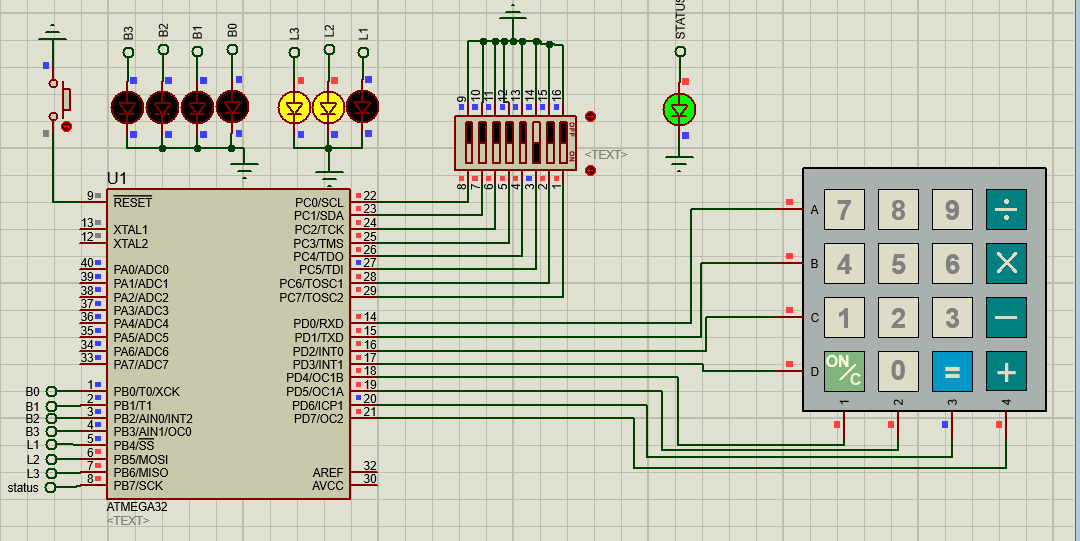 B3 B2 B1 B0 L3 L2 L1 STATUS
9 10 11 12 13 14 15 16
OFF
ON
<TEXT>
8 7 6 5 4 3 2 1
U1
9 RESET PC0/SCL 22
PC1/SDA 23
13 XTAL1 PC2/TCK 24
12 XTAL2 PC3/TMS 25
PC4/TDO 26
40 PA0/ADC0 PC5/TDI 27
39 PA1/ADC1 PC6/TOSC1 28
38 PA2/ADC2 PC7/TOSC2 29
37 PA3/ADC3
36 PA4/ADC4 PD0/RXD 14
35 PA5/ADC5 PD1/TXD 15
34 PA6/ADC6 PD2/INT0 16
33 PA7/ADC7 PD3/INT1 17
PD4/OC1B 18
B0 1 PB0/T0/XCK PD5/OC1A 19
B1 2 PB1/T1 PD6/ICP1 20
B2 3 PB2/AIN0/INT2 PD7/OC2 21
B3 4 PB3/AIN1/OC0
L1 5 PB4/SS
L2 6 PB5/MOSI
L3 7 PB6/MISO AREF 32
status 8 PB7/SCK AVCC 30
ATMEGA32
<TEXT>
A 7 8 9 ÷
B 4 5 6 ×
C 1 2 3 −
D ON/C 0 = +
1 2 3 4